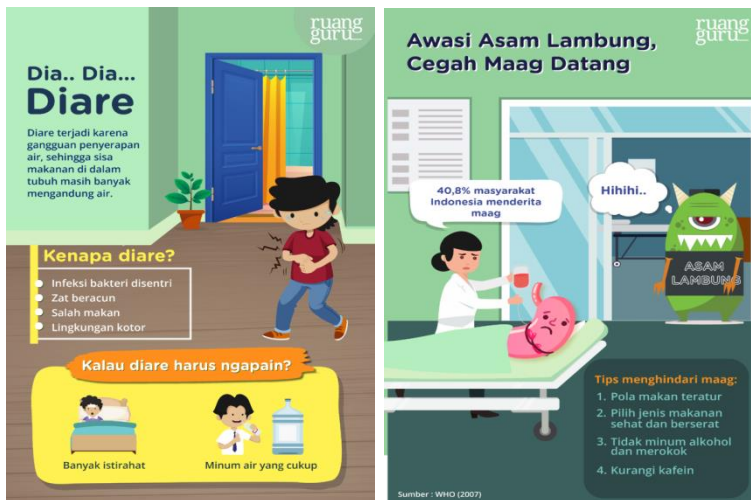 ruang
guru
Dia.. Dia...
Diare
Diare terjadi karena
gangguan penyerapan
air, sehingga sisa
makanan di dalam
tubuh masih banyak
mengandung air.
Kenapa diare?
Infeksi bakteri disentri
Zat beracun
Salah makan
Lingkungan kotor
Kalau diare harus ngapain?
Banyak istirahat
Minum air yang cukup
ruang
guru
Awasi Asam Lambung,
Cegah Maag Datang
40,8% masyarakat
Indonesia menderita
maag
Hihihi..
ASAM
LAMBUNG
Tips menghindari maag:
1. Pola makan teratur
2. Pilih jenis makanan
sehat dan berserat
3. Tidak minum alkohol
dan merokok
4. Kurangi kafein
Sumber : WHO (2007)